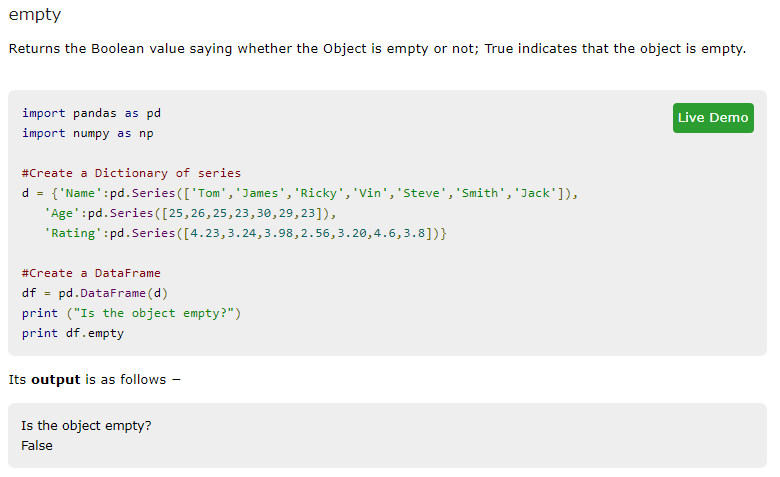 empty
Returns the Boolean value saying whether the Object is empty or not; True indicates that the object is empty.
Live Demo
import pandas as pd
import numpy as np
#Create a Dictionary of series
d = {'Name':pd.Series(['Tom','James','Ricky','Vin','Steve','Smith','Jack']),
   'Age':pd.Series([25,26,25,23,30,29,23]),
   'Rating':pd.Series([4.23,3.24,3.98,2.56,3.20,4.6,3.8])}
#Create a DataFrame
df = pd.DataFrame(d)
print ("Is the object empty?")
print df.empty
Its output is as follows −
Is the object empty?
False